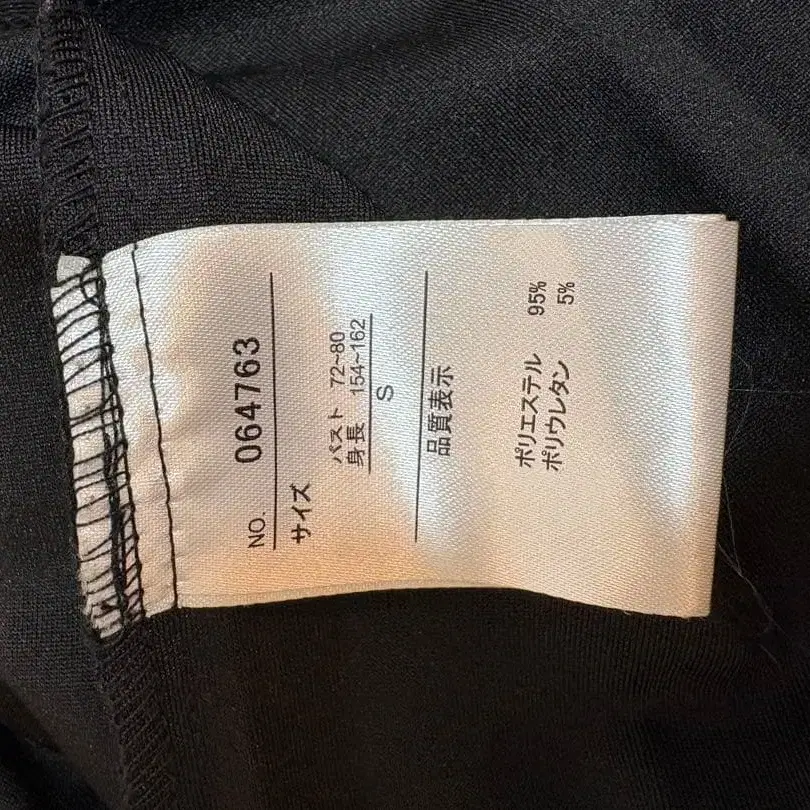 NO. 064763
サイズ
バスト 72~80
身長 154~162
S
品質表示
ポリエステル 95%
ポリウレタン 5%